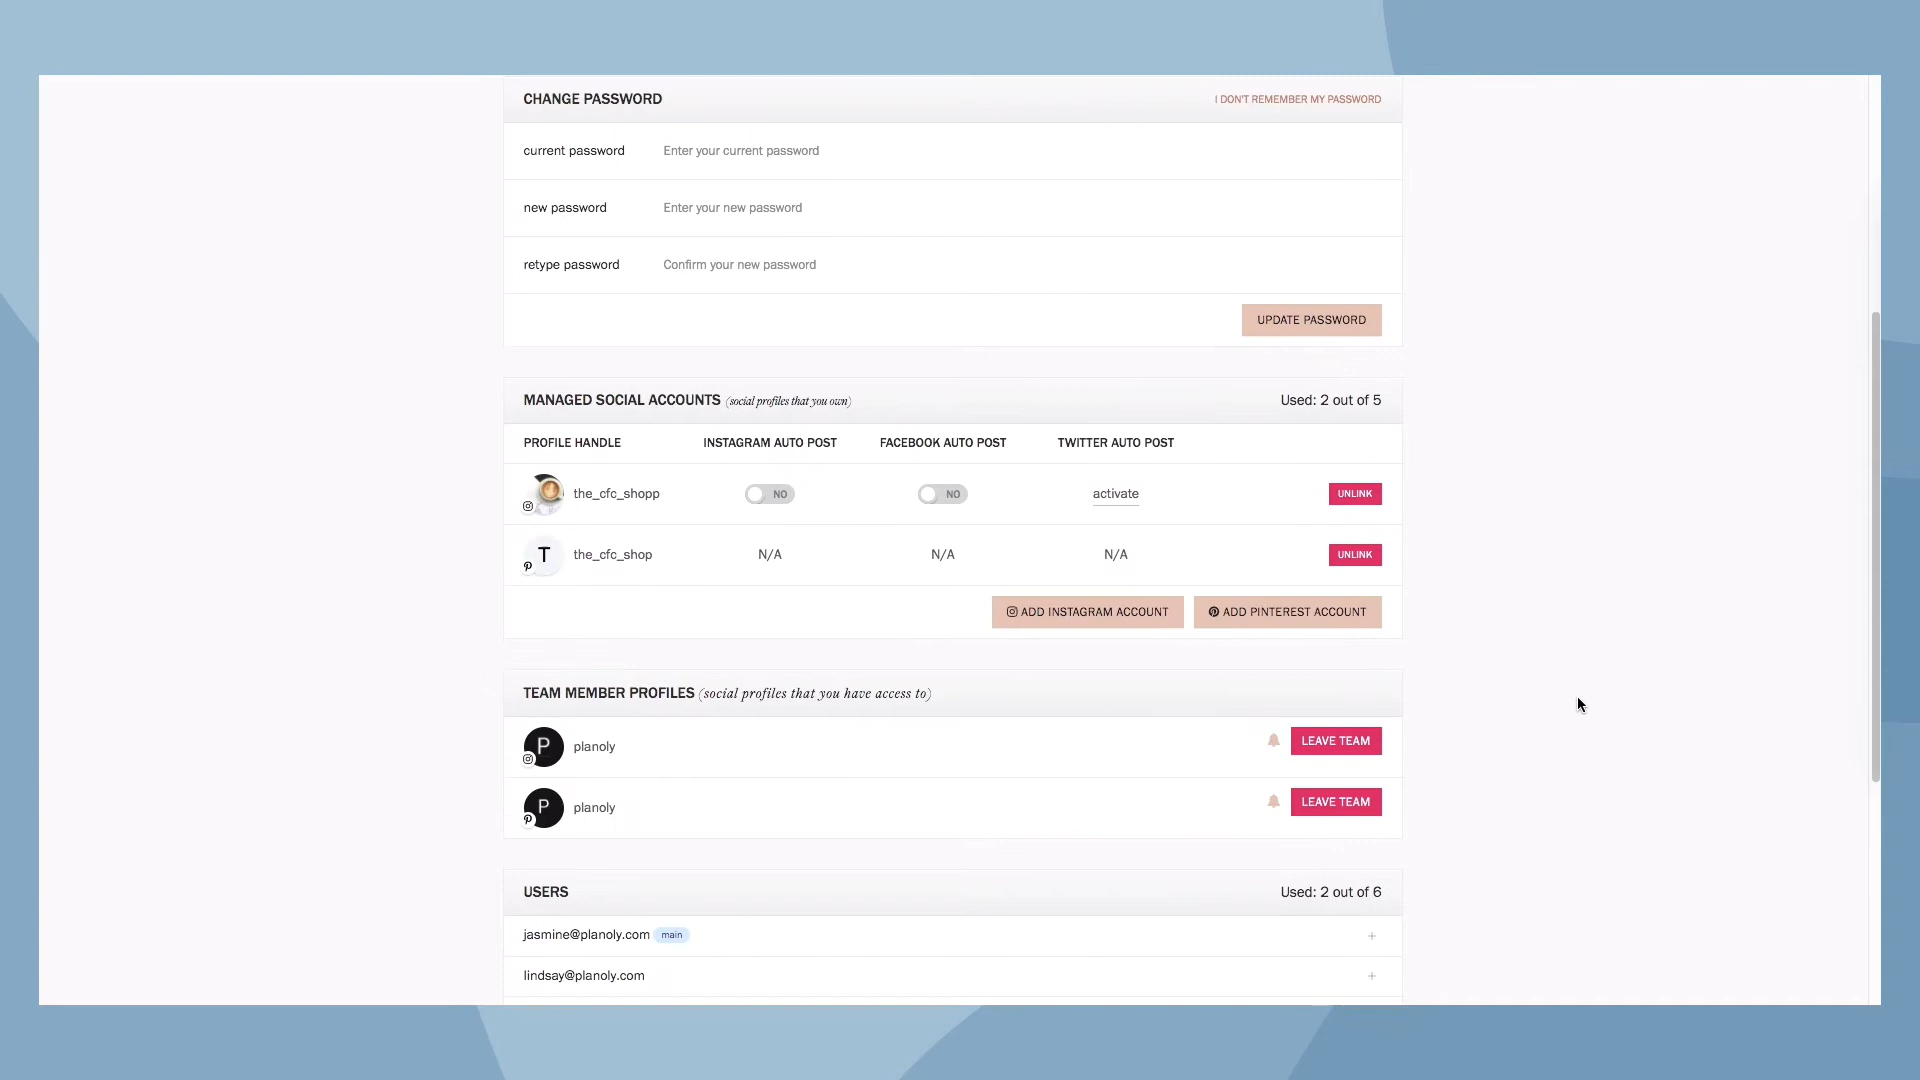 CHANGE PASSWORD I DON'T REMEMBER MY PASSWORD
current password Enter your current password
new password Enter your new password
retype password Confirm your new password
UPDATE PASSWORD
MANAGED SOCIAL ACCOUNTS (social profiles that you own) Used: 2 out of 5
PROFILE HANDLE INSTAGRAM AUTO POST FACEBOOK AUTO POST TWITTER AUTO POST
the_cfc_shopp NO NO activate UNLINK
T the_cfc_shop N/A N/A N/A UNLINK
ADD INSTAGRAM ACCOUNT ADD PINTEREST ACCOUNT
TEAM MEMBER PROFILES (social profiles that you have access to)
P planoly LEAVE TEAM
P planoly LEAVE TEAM
USERS Used: 2 out of 6
jasmine@planoly.com main +
lindsay@planoly.com +